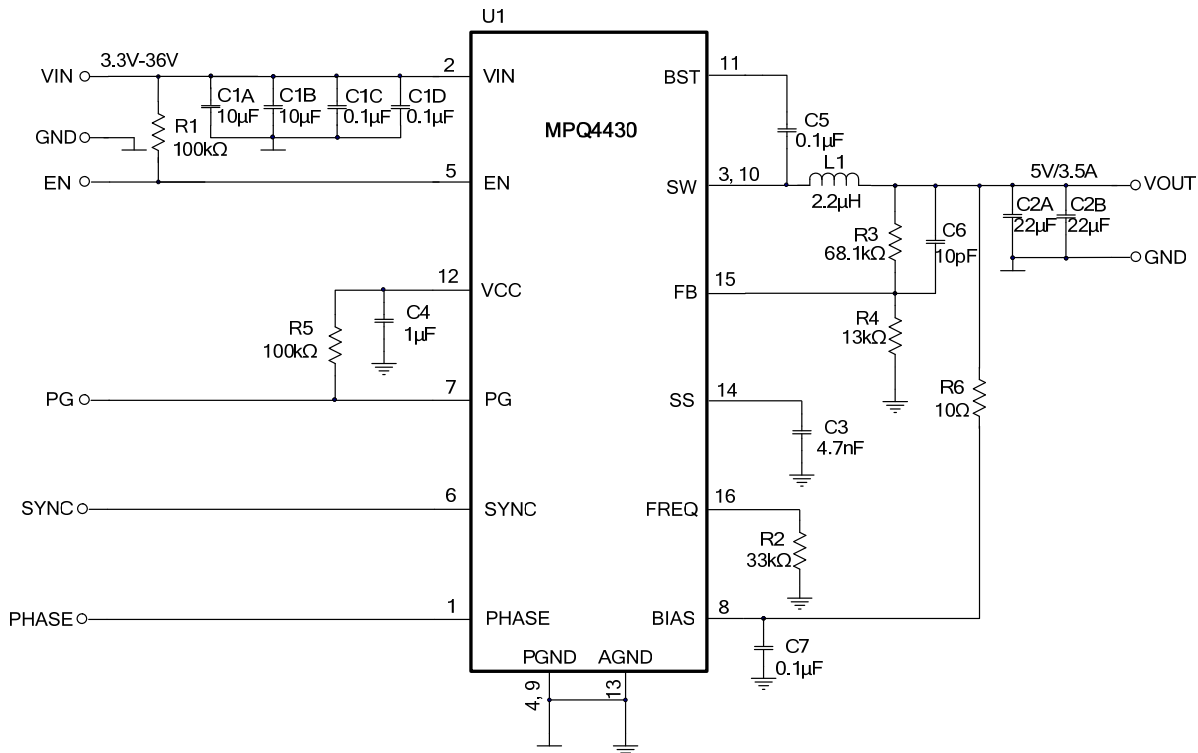 U1
MPQ4430
VIN
3.3V-36V
2
VIN
GND
R1
100kΩ
C1A
10µF
C1B
10µF
C1C
0.1µF
C1D
0.1µF
EN
5
EN
12
VCC
R5
100kΩ
C4
1µF
PG
7
PG
SYNC
6
SYNC
PHASE
1
PHASE
PGND
4, 9
AGND
13
BST
11
C5
0.1µF
SW
3, 10
L1
2.2µH
5V/3.5A
VOUT
C2A
22µF
C2B
22µF
GND
R3
68.1kΩ
C6
10pF
FB
15
R4
13kΩ
SS
14
C3
4.7nF
R6
10Ω
FREQ
16
R2
33kΩ
BIAS
8
C7
0.1µF